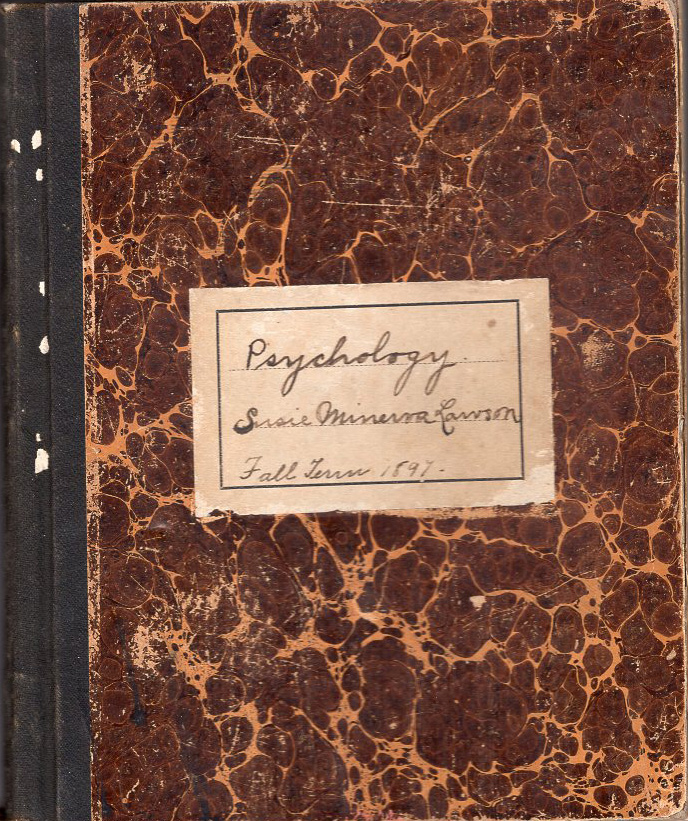 Psychology.
Susie Minerva Lawson
Fall Term 1897.